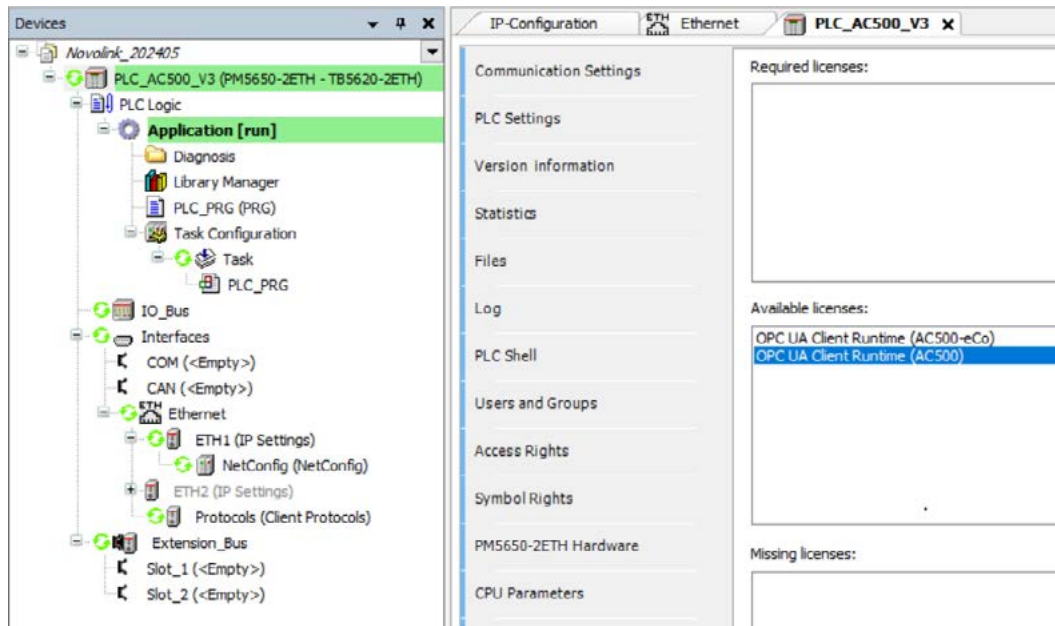 Devices
Novolink_202405
PLC_AC500_V3 (PM5650-2ETH - TB5620-2ETH)
PLC Logic
Application [run]
Diagnosis
Library Manager
PLC_PRG (PRG)
Task Configuration
Task
PLC_PRG
IO_Bus
Interfaces
COM (<Empty>)
CAN (<Empty>)
ETH
Ethernet
ETH1 (IP Settings)
NetConfig (NetConfig)
ETH2 (IP Settings)
Protocols (Client Protocols)
Extension_Bus
Slot_1 (<Empty>)
Slot_2 (<Empty>)
IP-Configuration
ETH
Ethernet
PLC_AC500_V3
Communication Settings
PLC Settings
Version information
Statistics
Files
Log
PLC Shell
Users and Groups
Access Rights
Symbol Rights
PM5650-2ETH Hardware
CPU Parameters
Required licenses:
Available licenses:
OPC UA Client Runtime (AC500-eCo)
OPC UA Client Runtime (AC500)
Missing licenses: